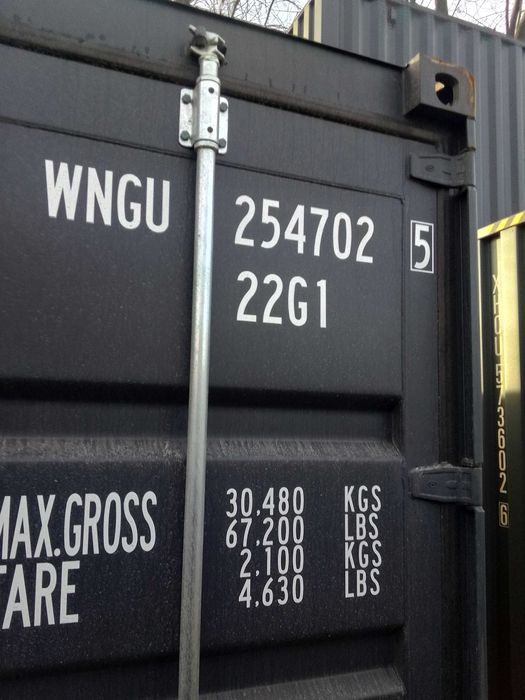 WNGU 254702 5
22G1
MAX.GROSS 30,480 KGS
67,200 LBS
TARE 2,100 KGS
4,630 LBS